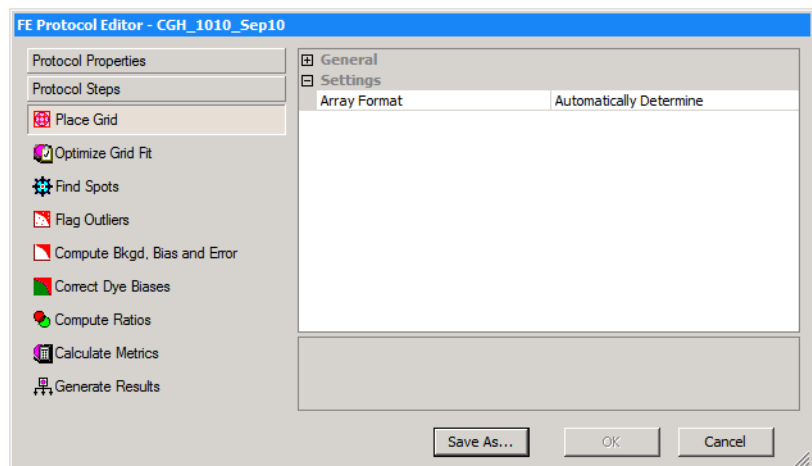 FE Protocol Editor - CGH_1010_Sep10
Protocol Properties
Protocol Steps
Place Grid
Optimize Grid Fit
Find Spots
Flag Outliers
Compute Bkgd, Bias and Error
Correct Dye Biases
Compute Ratios
Calculate Metrics
Generate Results
General
Settings
Array Format Automatically Determine
Save As... OK Cancel